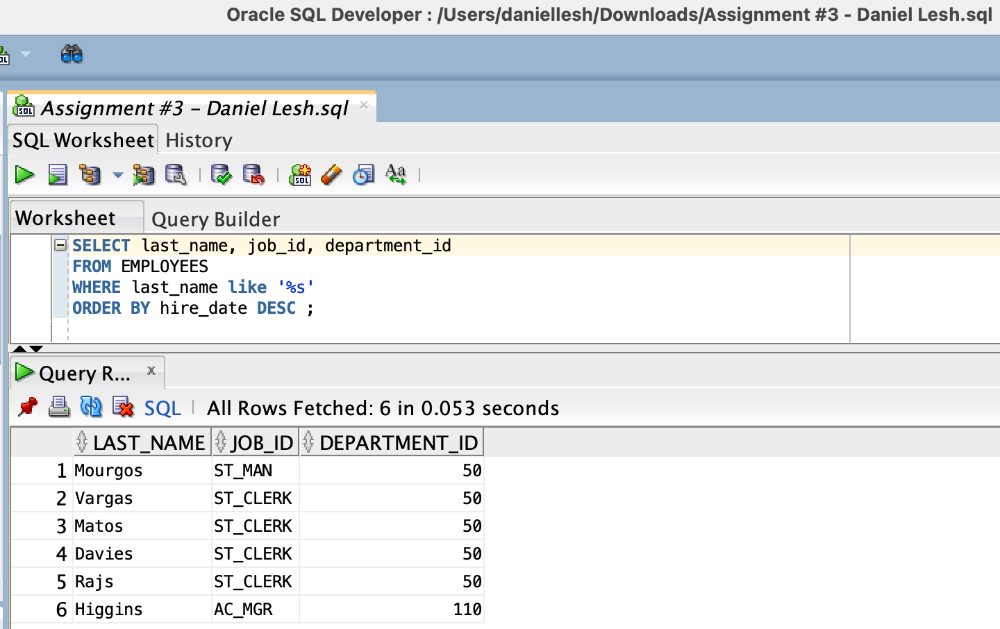 Oracle SQL Developer : /Users/daniellesh/Downloads/Assignment #3 - Daniel Lesh.sql
Assignment #3 – Daniel Lesh.sql
SQL Worksheet History
Worksheet Query Builder
SELECT last_name, job_id, department_id
FROM EMPLOYEES
WHERE last_name like '%s'
ORDER BY hire_date DESC ;
Query R...
SQL All Rows Fetched: 6 in 0.053 seconds
LAST_NAME JOB_ID DEPARTMENT_ID
1 Mourgos ST_MAN 50
2 Vargas ST_CLERK 50
3 Matos ST_CLERK 50
4 Davies ST_CLERK 50
5 Rajs ST_CLERK 50
6 Higgins AC_MGR 110